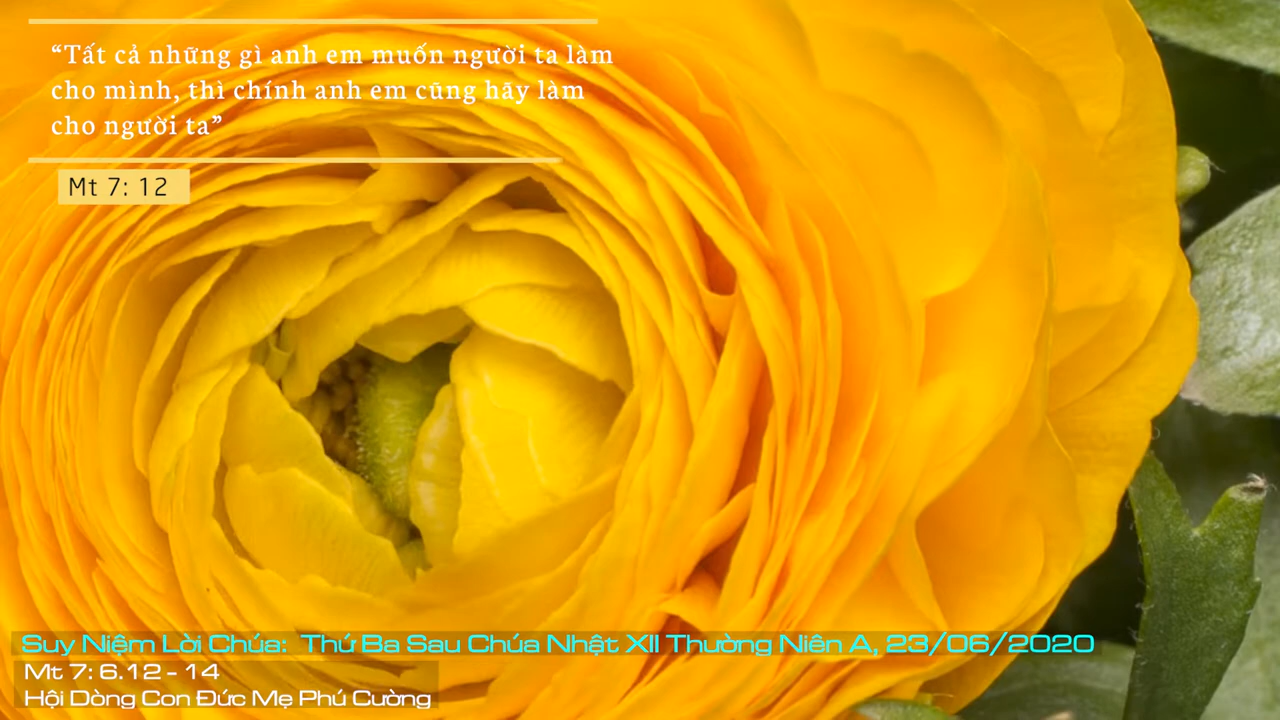 “Tất cả những gì anh em muốn người ta làm
cho mình, thì chính anh em cũng hãy làm
cho người ta”
Mt 7: 12
Suy Niệm Lời Chúa: Thứ Ba Sau Chúa Nhật XII Thường Niên A, 23/06/2020
Mt 7: 6.12 - 14
Hội Dòng Con Đức Mẹ Phú Cường